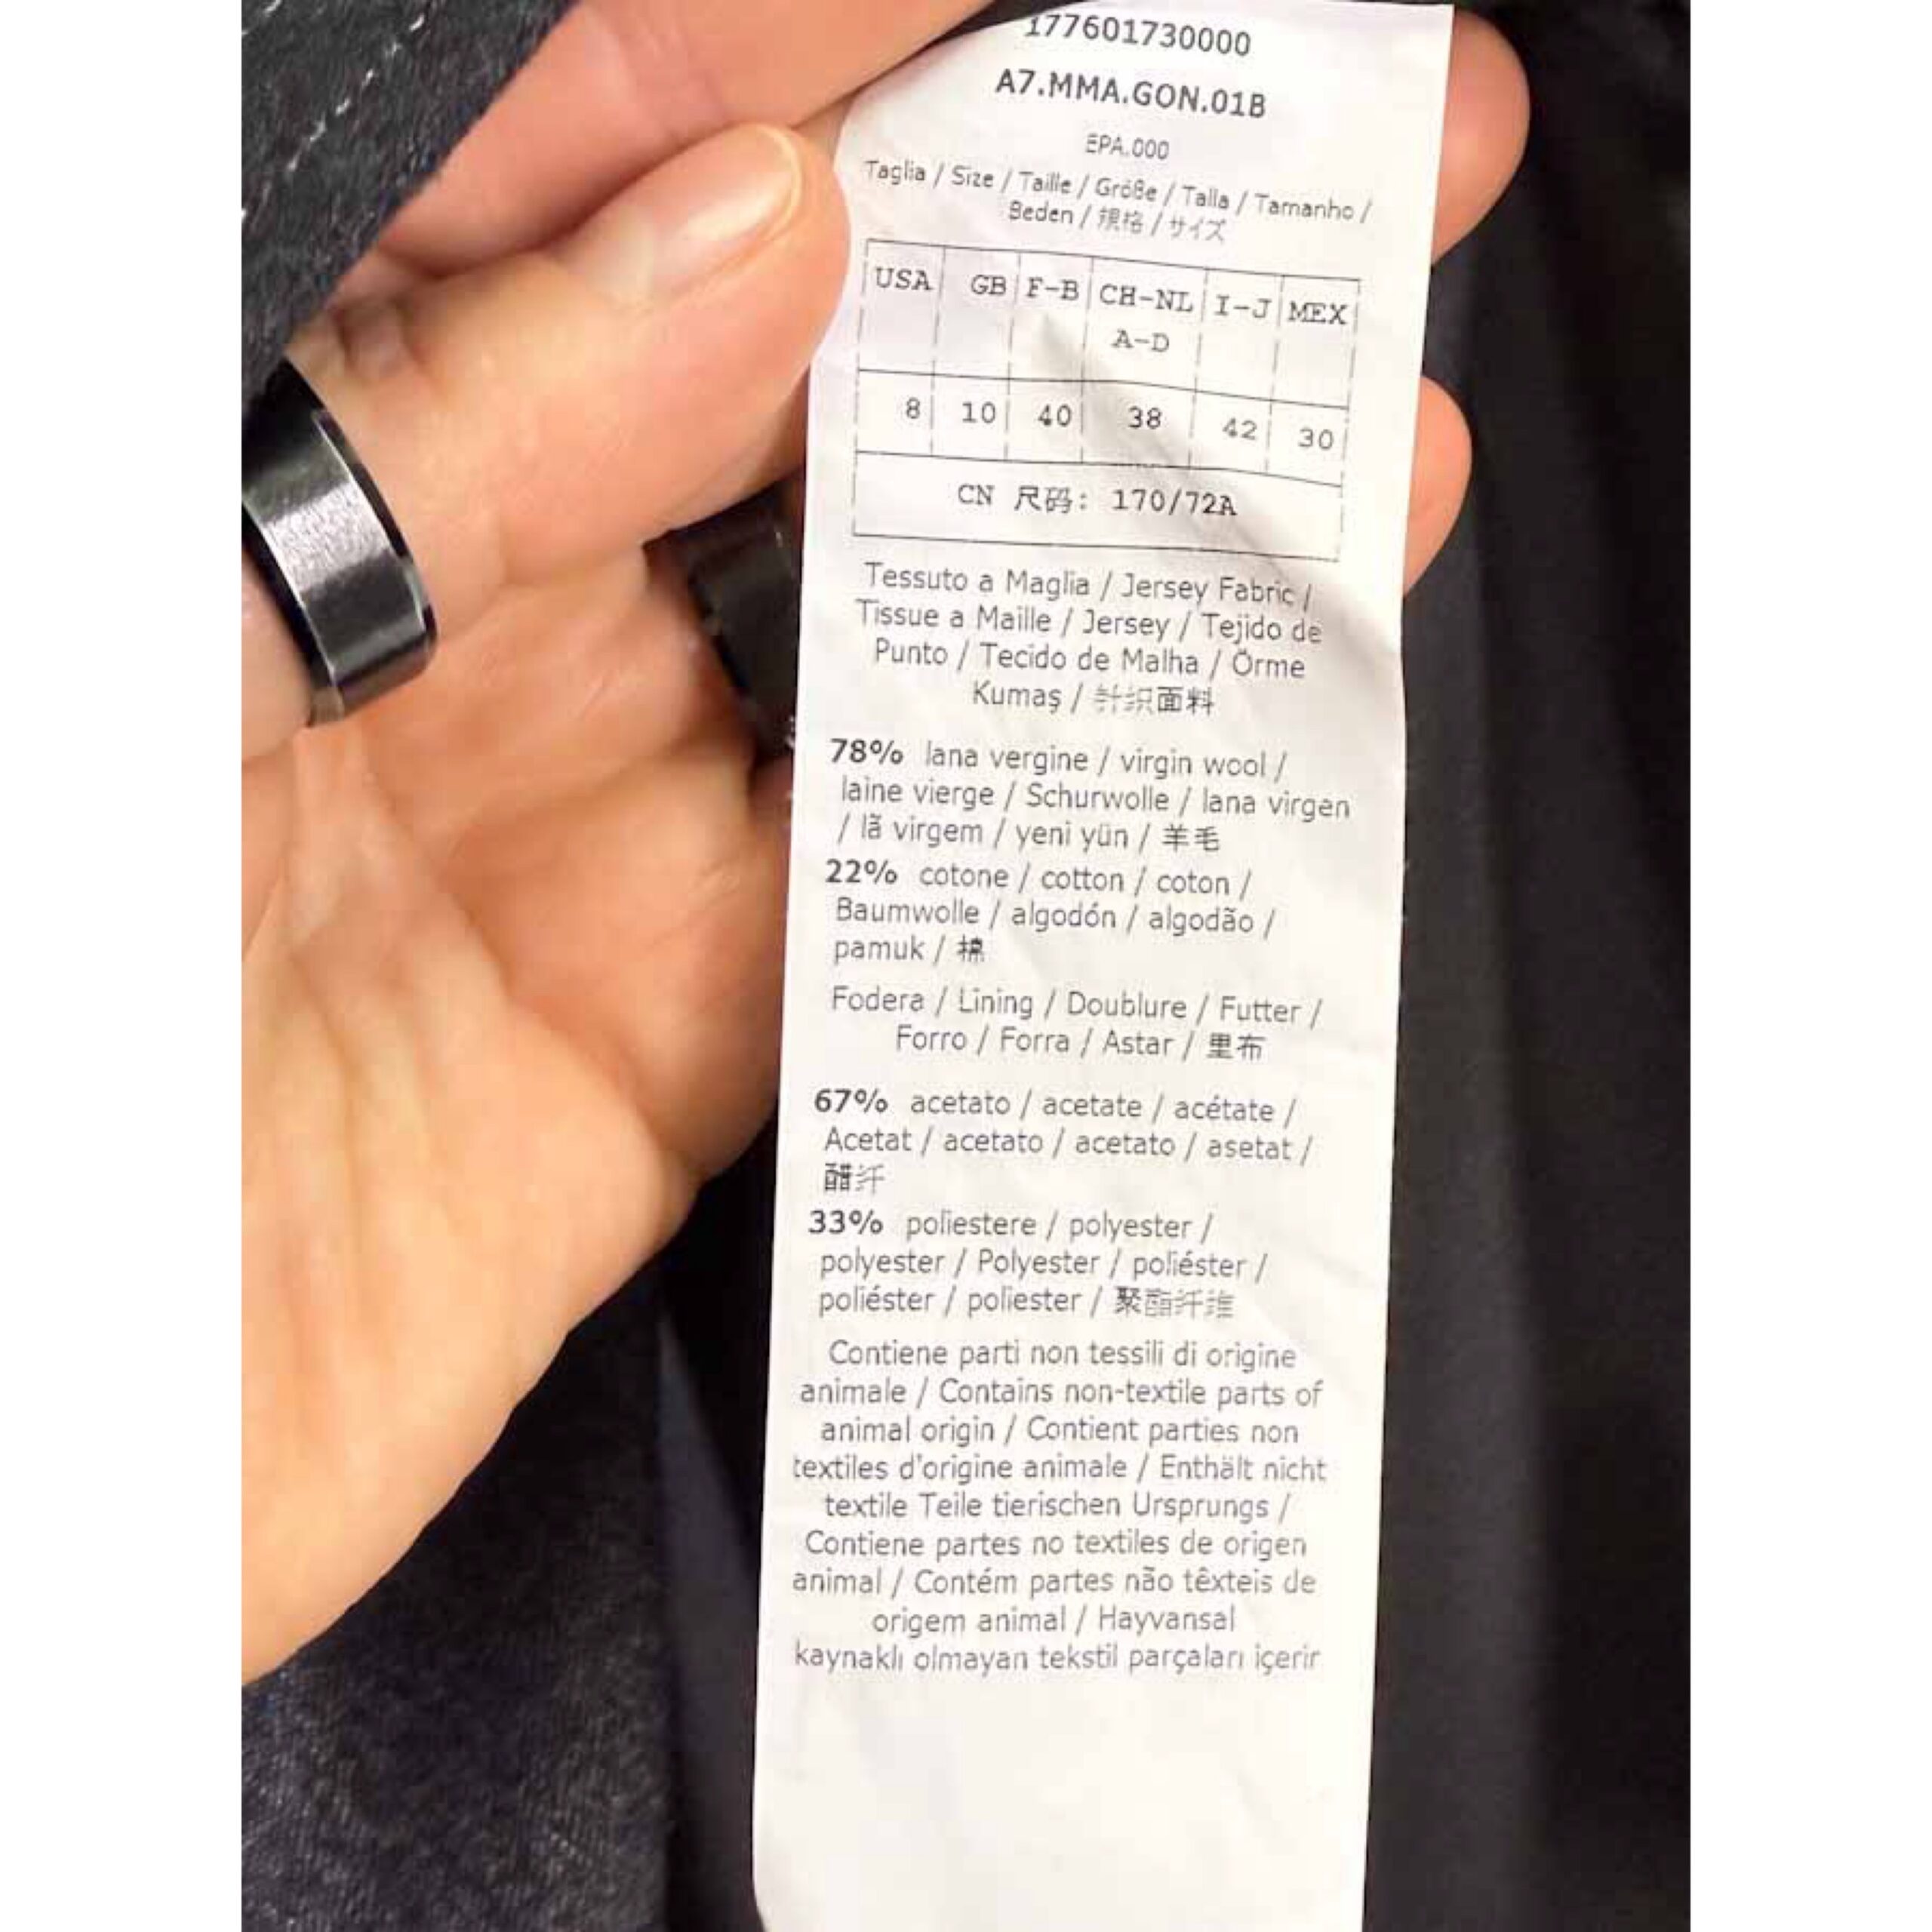 177601730000
A7.MMA.GON.01B
EPA.000
Taglia / Size / Taille / Größe / Talla / Tamanho /
Beden / 規格 / サイズ
USA GB F-B CH-NL I-J MEX
A-D
8 10 40 38 42 30
CN 尺码: 170/72A
Tessuto a Maglia / Jersey Fabric /
Tissue a Maille / Jersey / Tejido de
Punto / Tecido de Malha / Örme
Kumaş / 针织面料
78% lana vergine / virgin wool /
laine vierge / Schurwolle / lana virgen
/ lã virgem / yeni yün / 羊毛
22% cotone / cotton / coton /
Baumwolle / algodón / algodão /
pamuk / 棉
Fodera / Lining / Doublure / Futter /
Forro / Forra / Astar / 里布
67% acetato / acetate / acétate /
Acetat / acetato / acetato / asetat /
醋纤
33% poliestere / polyester /
polyester / Polyester / poliéster /
poliéster / poliester / 聚酯纤维
Contiene parti non tessili di origine
animale / Contains non-textile parts of
animal origin / Contient parties non
textiles d'origine animale / Enthält nicht
textile Teile tierischen Ursprungs /
Contiene partes no textiles de origen
animal / Contém partes não têxteis de
origem animal / Hayvansal
kaynaklı olmayan tekstil parçaları içerir